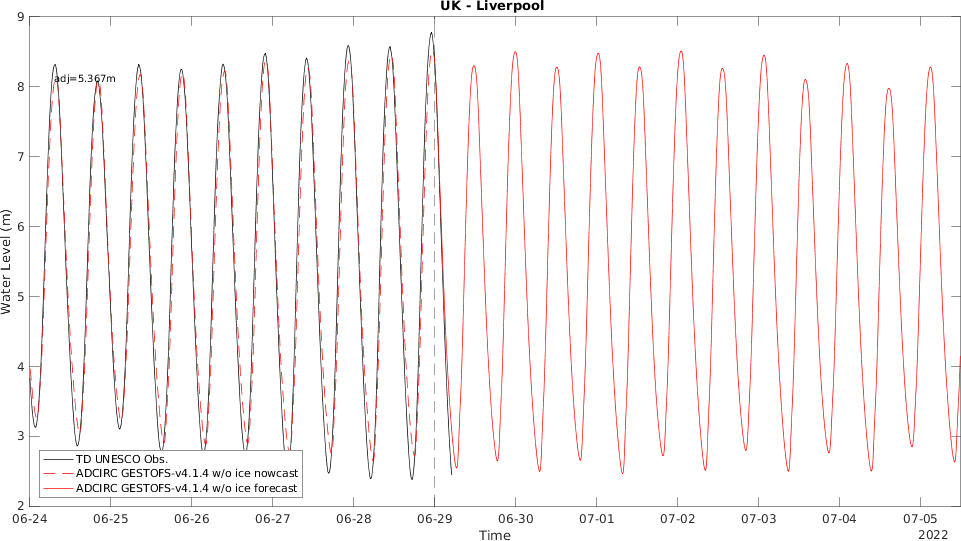 UK - Liverpool
9
adj=5.367m
8
7
6
5
4
3
2
Water Level (m)
TD UNESCO Obs.
ADCIRC GESTOFS-v4.1.4 w/o ice nowcast
ADCIRC GESTOFS-v4.1.4 w/o ice forecast
06-24 06-25 06-26 06-27 06-28 06-29 06-30 07-01 07-02 07-03 07-04 07-05
Time
2022